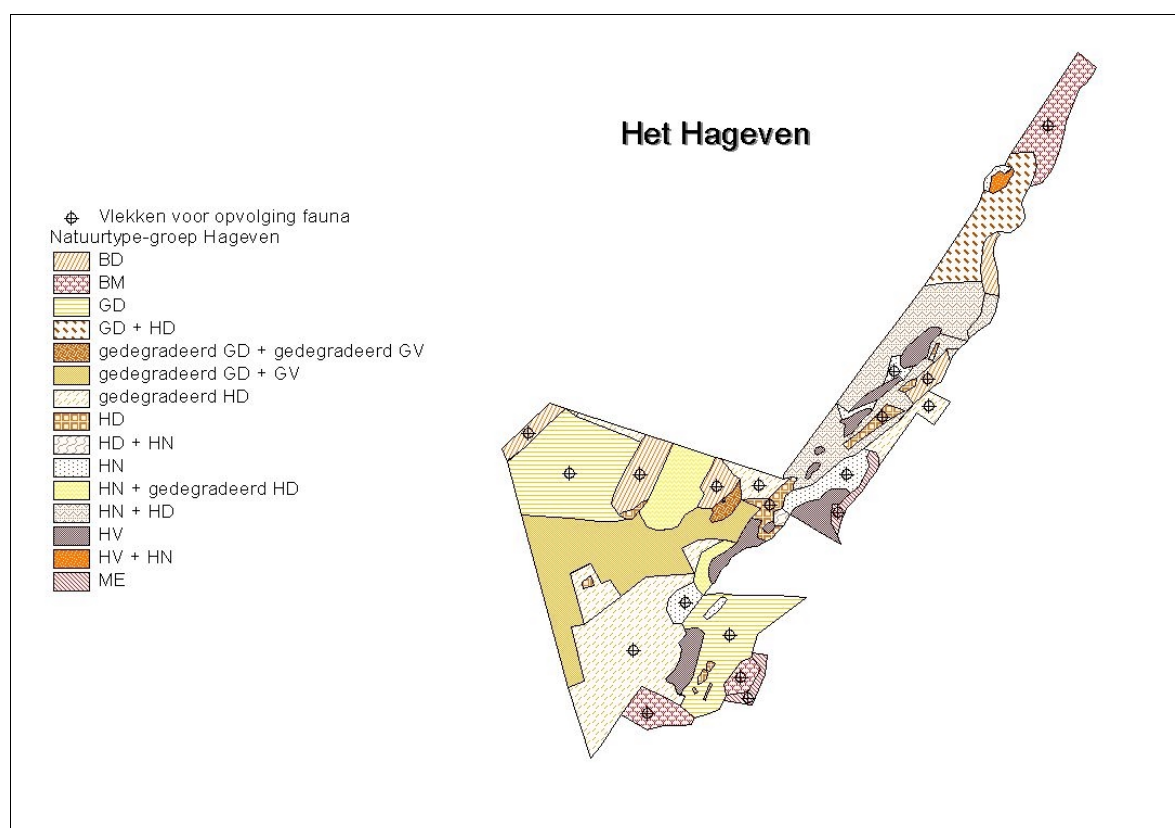 Het Hageven
Vlekken voor opvolging fauna
Natuurtype-groep Hageven
BD
BM
GD
GD + HD
gedegradeerd GD + gedegradeerd GV
gedegradeerd GD + GV
gedegradeerd HD
HD
HD + HN
HN
HN + gedegradeerd HD
HN + HD
HV
HV + HN
ME